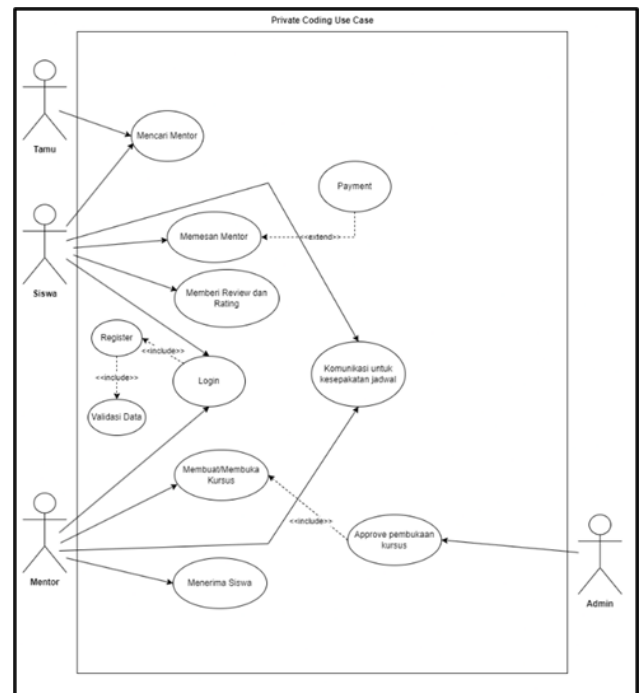 Private Coding Use Case
Tamu
Mencari Mentor
Payment
Siswa
Memesan Mentor
<<extend>>
Memberi Review dan
Rating
Register
<<include>>
Login
Komunikasi untuk
kesepakatan jadwal
<<include>>
Validasi Data
Membuat/Membuka
Kursus
<<include>>
Approve pembukaan
kursus
Mentor
Menerima Siswa
Admin